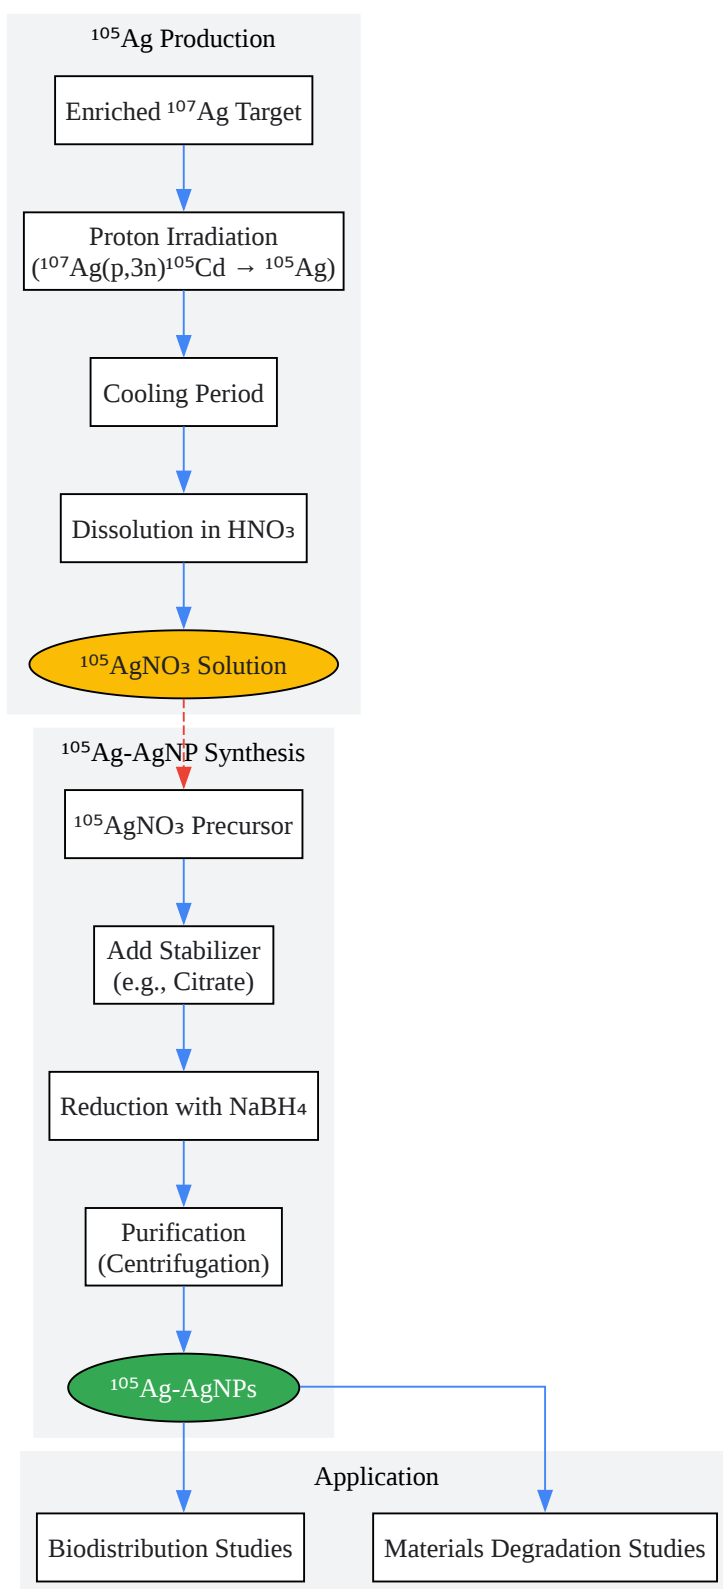 ¹⁰⁵Ag Production
Enriched ¹⁰⁷Ag Target
Proton Irradiation
(¹⁰⁷Ag(p,3n)¹⁰⁵Cd → ¹⁰⁵Ag)
Cooling Period
Dissolution in HNO₃
¹⁰⁵AgNO₃ Solution
¹⁰⁵Ag-AgNP Synthesis
¹⁰⁵AgNO₃ Precursor
Add Stabilizer
(e.g., Citrate)
Reduction with NaBH₄
Purification
(Centrifugation)
¹⁰⁵Ag-AgNPs
Application
Biodistribution Studies
Materials Degradation Studies